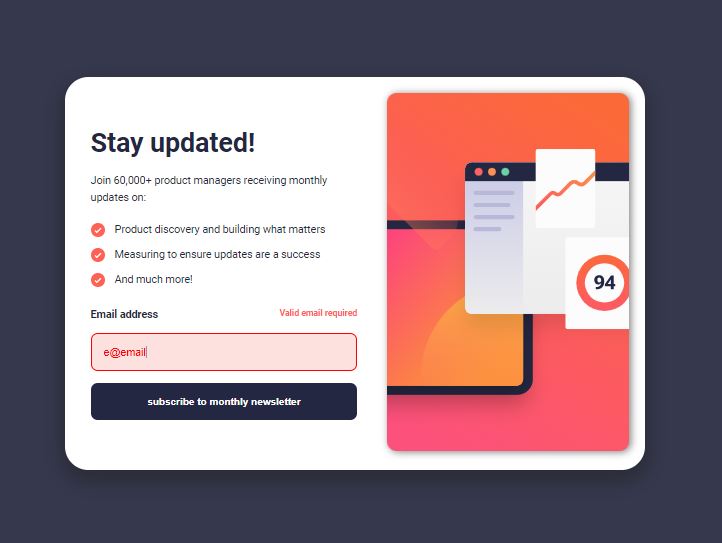 Stay updated!
Join 60,000+ product managers receiving monthly
updates on:
Product discovery and building what matters
Measuring to ensure updates are a success
And much more!
Email address
Valid email required
e@email
subscribe to monthly newsletter
94